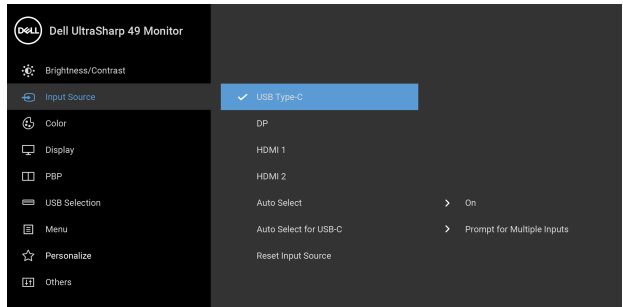 DELL Dell UltraSharp 49 Monitor
Brightness/Contrast
Input Source
USB Type-C
Color
DP
Display
HDMI 1
PBP
HDMI 2
USB Selection
Auto Select
On
Menu
Auto Select for USB-C
Prompt for Multiple Inputs
Personalize
Reset Input Source
Others